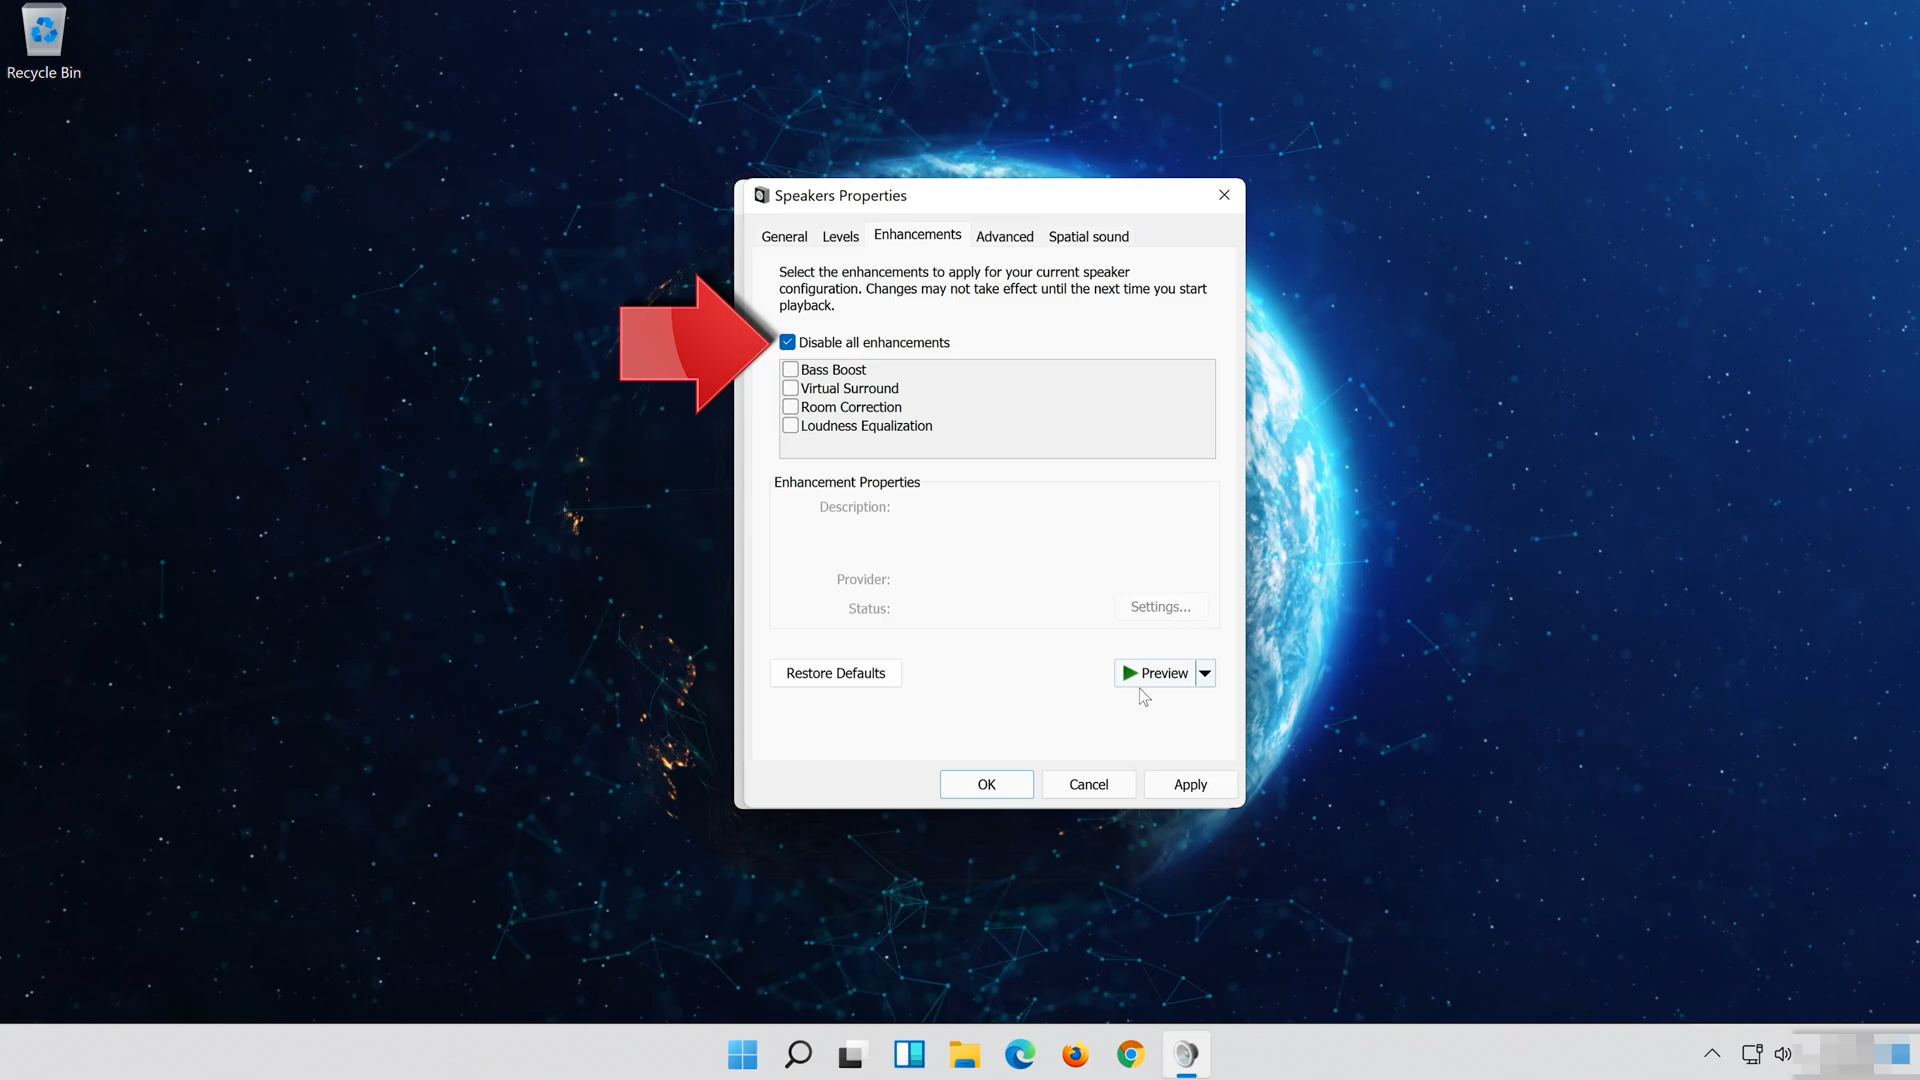 Recycle Bin
Speakers Properties
General Levels Enhancements Advanced Spatial sound
Select the enhancements to apply for your current speaker
configuration. Changes may not take effect until the next time you start
playback.
Disable all enhancements
Bass Boost
Virtual Surround
Room Correction
Loudness Equalization
Enhancement Properties
Description:
Provider:
Status:
Settings...
Restore Defaults
Preview
OK Cancel Apply